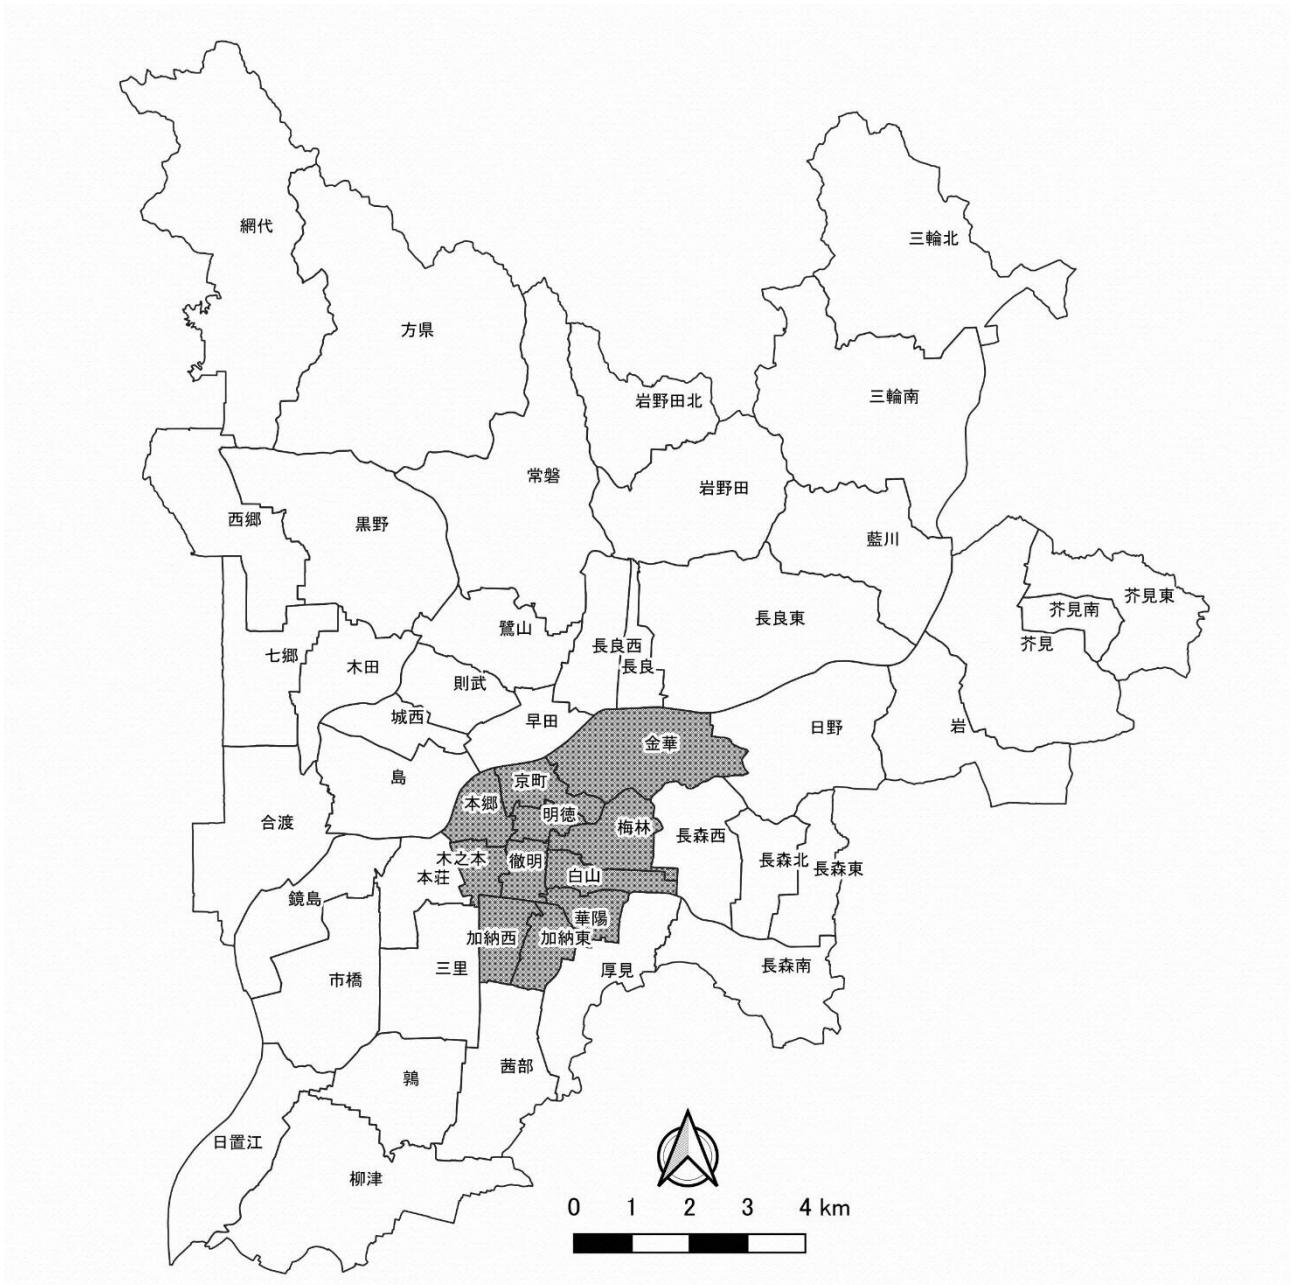 網代
三輪北
方県
三輪南
岩野田北
常磐
岩野田
西郷
黒野
藍川
芥見東
芥見南
長良東
鷺山
芥見
長良西
七郷
木田
長良
則武
城西
早田
日野
岩
金華
島
京町
本郷
明徳
合渡
梅林
長森西
木之本
徹明
長森北
長森東
本荘
白山
鏡島
華陽
加納西
加納東
三里
厚見
長森南
市橋
茜部
鶉
日置江
柳津
0 1 2 3 4 km